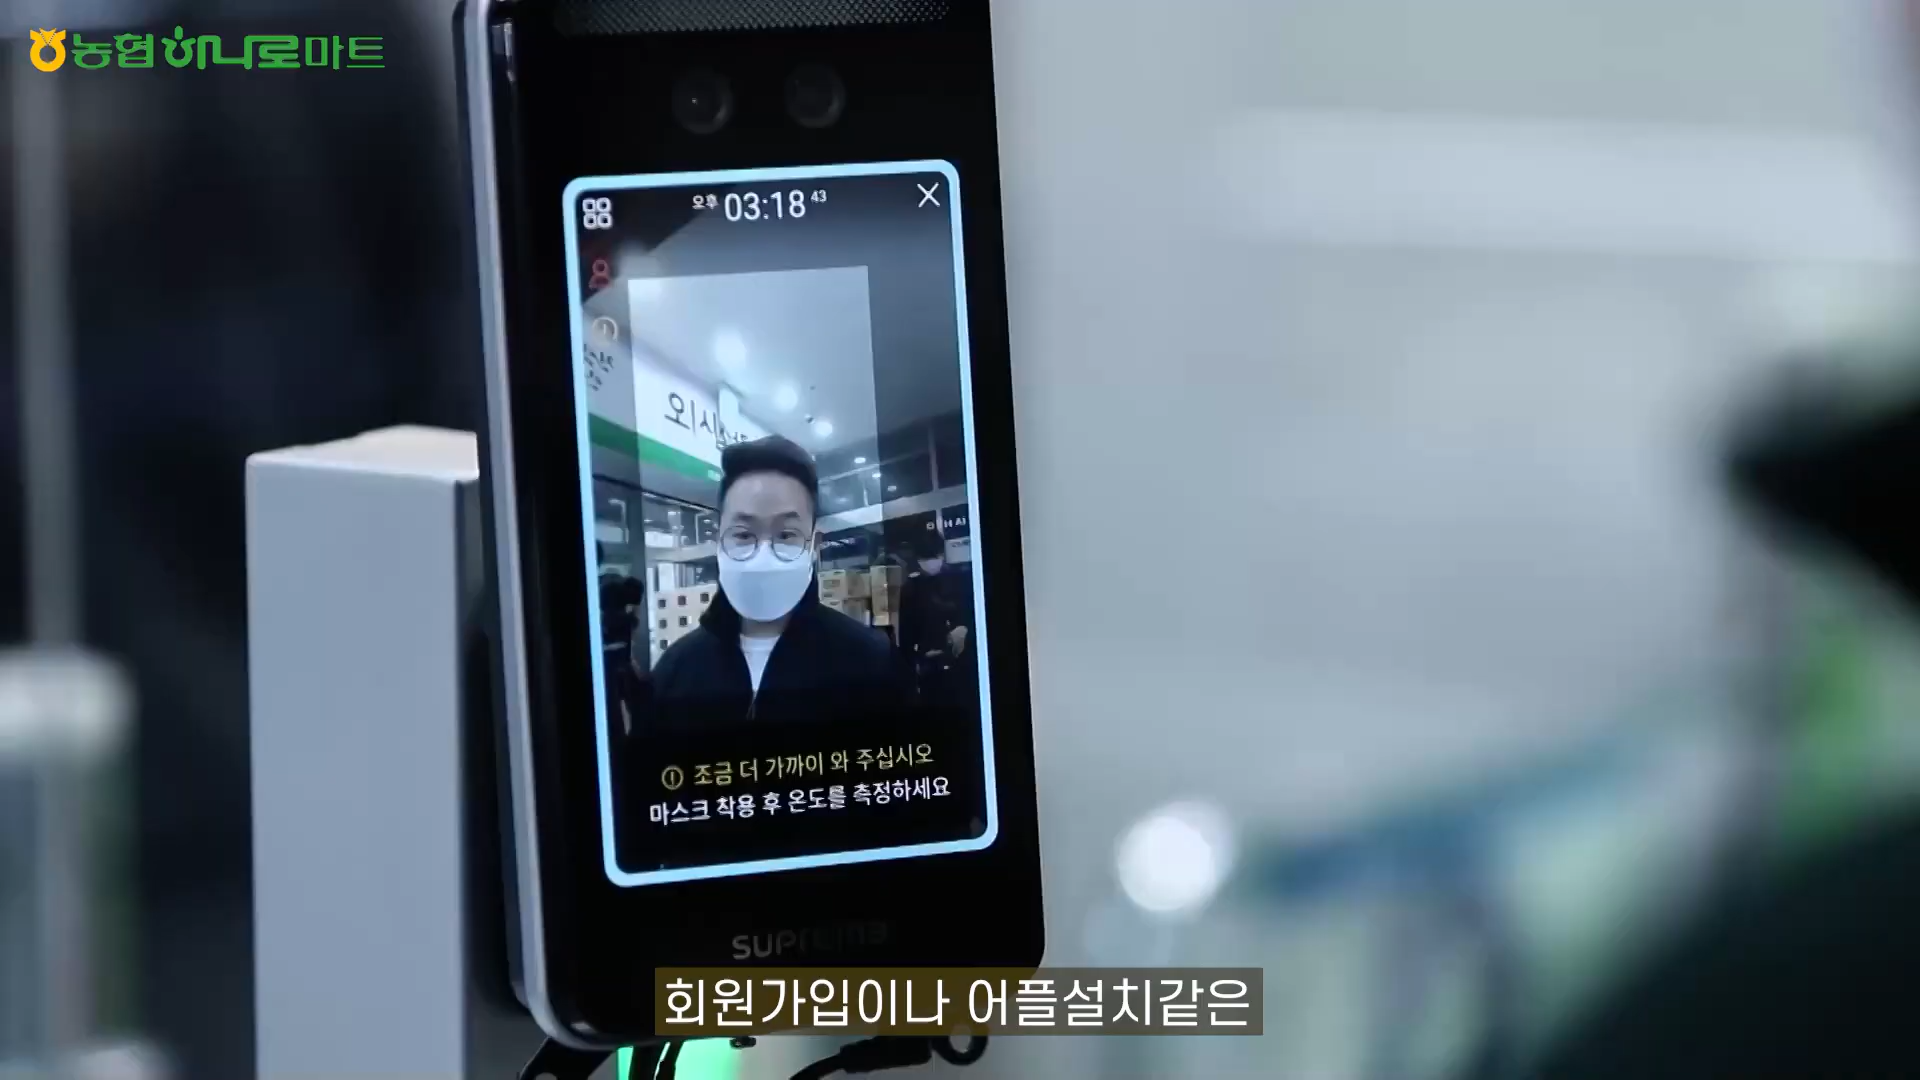 농협 하나로마트
오후 03:18 43
조금 더 가까이 와 주십시오
마스크 착용 후 온도를 측정하세요
suprema
회원가입이나 어플설치같은